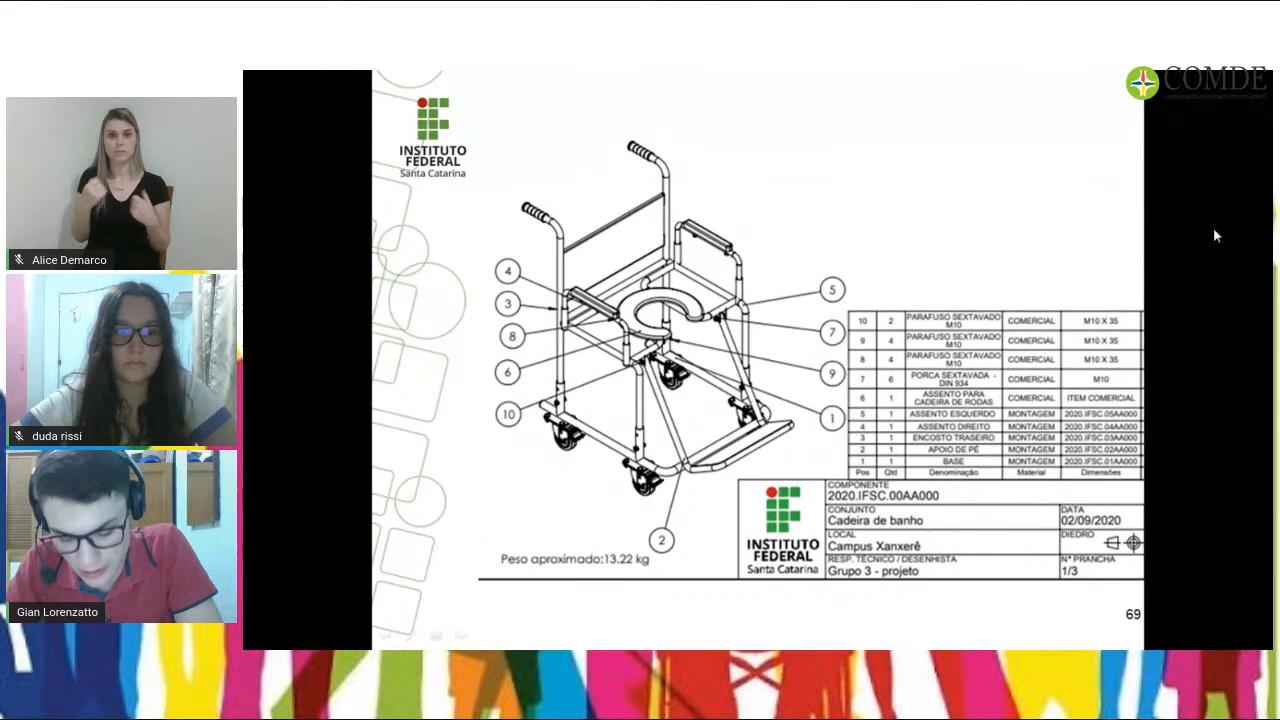 COMDE
INSTITUTO
FEDERAL
Santa Catarina
Alice Demarco
duda rissi
Gian Lorenzatto
4
3
8
6
10
5
7
9
1
2
Peso aproximado:13.22 kg
10 2 PARAFUSO SEXTAVADO M10 COMERCIAL M10 X 35
9 4 PARAFUSO SEXTAVADO M10 COMERCIAL M10 X 35
8 4 PARAFUSO SEXTAVADO M10 COMERCIAL M10 X 35
7 6 PORCA SEXTAVADA - DIN 934 COMERCIAL M10
6 1 ASSENTO PARA CADEIRA DE RODAS COMERCIAL ITEM COMERCIAL
5 1 ASSENTO ESQUERDO MONTAGEM 2020.IFSC.05AA000
4 1 ASSENTO DIREITO MONTAGEM 2020.IFSC.04AA000
3 1 ENCOSTO TRASEIRO MONTAGEM 2020.IFSC.03AA000
2 1 APOIO DE PÉ MONTAGEM 2020.IFSC.02AA000
1 1 BASE MONTAGEM 2020.IFSC.01AA000
Pos Qtd Denominação Material Dimensões
INSTITUTO
FEDERAL
Santa Catarina
COMPONENTE
2020.IFSC.00AA000
CONJUNTO
Cadeira de banho
DATA
02/09/2020
LOCAL
Campus Xanxerê
DIEDRO
RESP. TÉCNICO / DESENHISTA
Grupo 3 - projeto
Nº PRANCHA
1/3
69